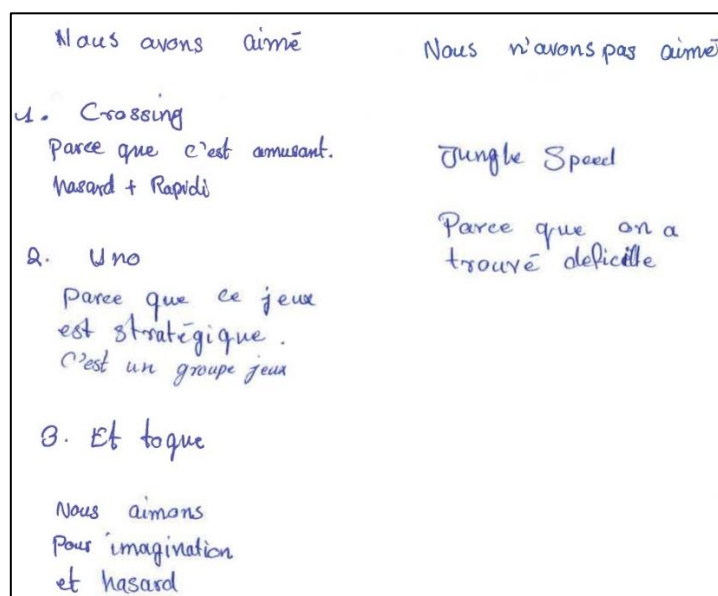 Nous avons aimé
1. Crossing
Parce que c'est amusant.
hasard + Rapidi
2. Uno
Parce que ce jeux
est stratégique.
C'est un groupe jeux
3. Et toque
Nous aimons
Pour imagination
et hasard
Nous n'avons pas aimé
Jungle Speed
Parce que on a
trouvé deficille